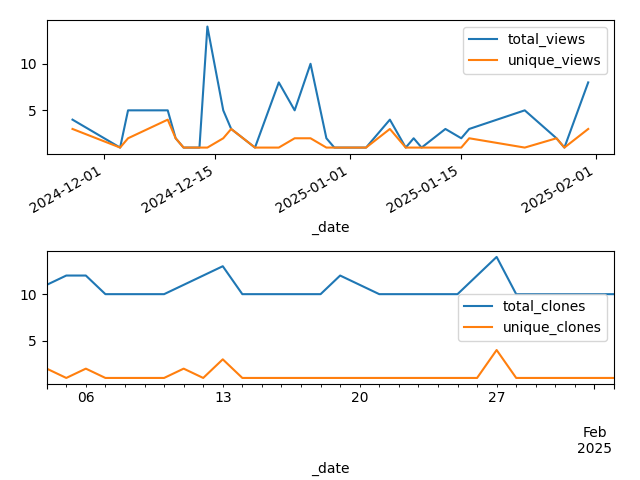 total_views
unique_views
10
5
2024-12-01 2024-12-15 2025-01-01 2025-01-15 2025-02-01
_date
total_clones
unique_clones
10
5
06 13 20 27
Feb
2025
_date